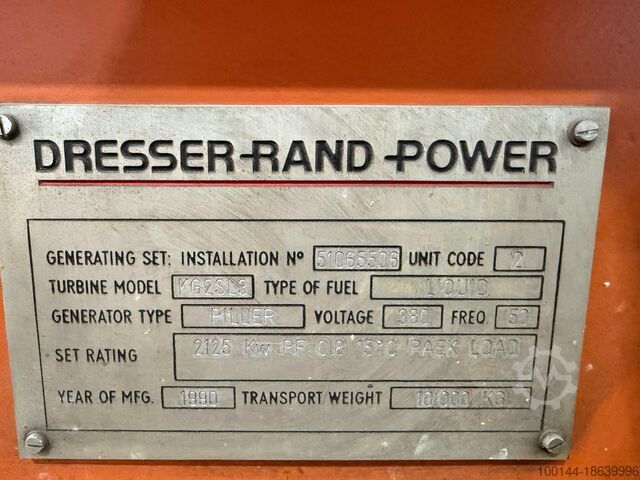 DRESSER-RAND POWER
GENERATING SET: INSTALLATION Nº 51065506 UNIT CODE 2
TURBINE MODEL KG2SL3 TYPE OF FUEL LIQUID
GENERATOR TYPE PILLER VOLTAGE 380 FREQ 50
SET RATING 2125 KW PF 0.8 15°C PAEK LOAD
YEAR OF MFG. 1990 TRANSPORT WEIGHT 10.000 KG
100144-18639996